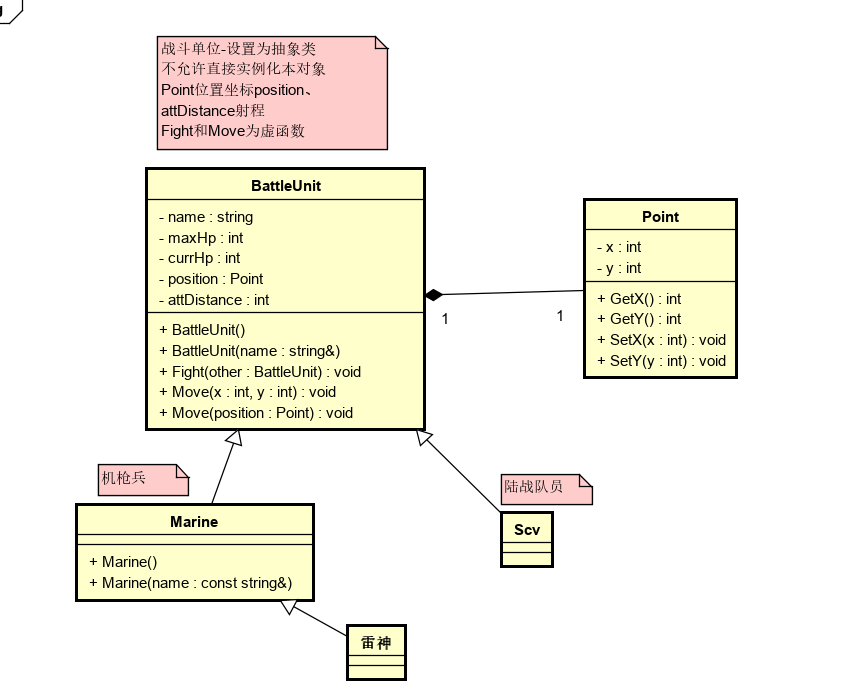 战斗单位-设置为抽象类
不允许直接实例化本对象
Point位置坐标position、
attDistance射程
Fight和Move为虚函数
BattleUnit
- name : string
- maxHp : int
- currHp : int
- position : Point
- attDistance : int
+ BattleUnit()
+ BattleUnit(name : string&)
+ Fight(other : BattleUnit) : void
+ Move(x : int, y : int) : void
+ Move(position : Point) : void
1
1
Point
- x : int
- y : int
+ GetX() : int
+ GetY() : int
+ SetX(x : int) : void
+ SetY(y : int) : void
机枪兵
Marine
+ Marine()
+ Marine(name : const string&)
陆战队员
Scv
雷神